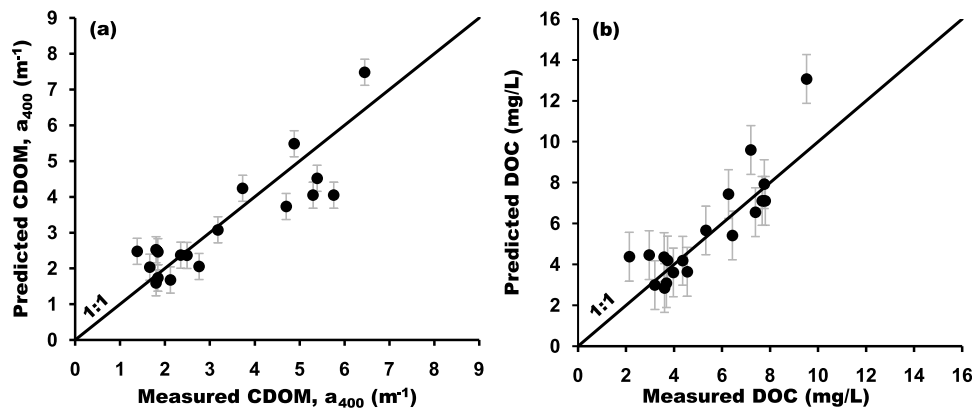 (a)
9
8
7
6
5
4
3
2
1
0
Predicted CDOM, a400 (m-1)
1:1
0 1 2 3 4 5 6 7 8 9
Measured CDOM, a400 (m-1)
(b)
16
14
12
10
8
6
4
2
0
Predicted DOC (mg/L)
1:1
0 2 4 6 8 10 12 14 16
Measured DOC (mg/L)